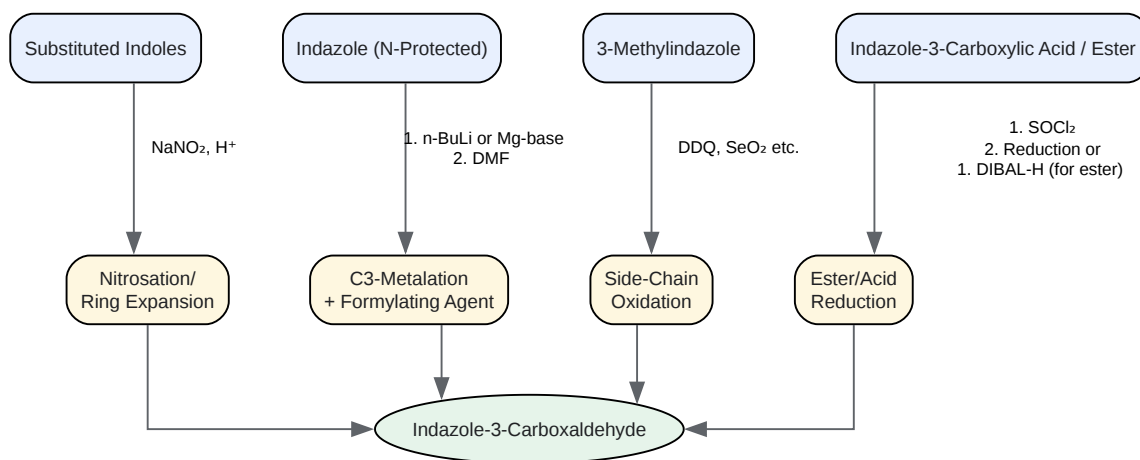 Substituted Indoles
Indazole (N-Protected)
3-Methylindazole
Indazole-3-Carboxylic Acid / Ester
NaNO₂, H⁺
1. n-BuLi or Mg-base
2. DMF
DDQ, SeO₂ etc.
1. SOCl₂
2. Reduction or
1. DIBAL-H (for ester)
Nitrosation/
Ring Expansion
C3-Metalation
+ Formylating Agent
Side-Chain
Oxidation
Ester/Acid
Reduction
Indazole-3-Carboxaldehyde